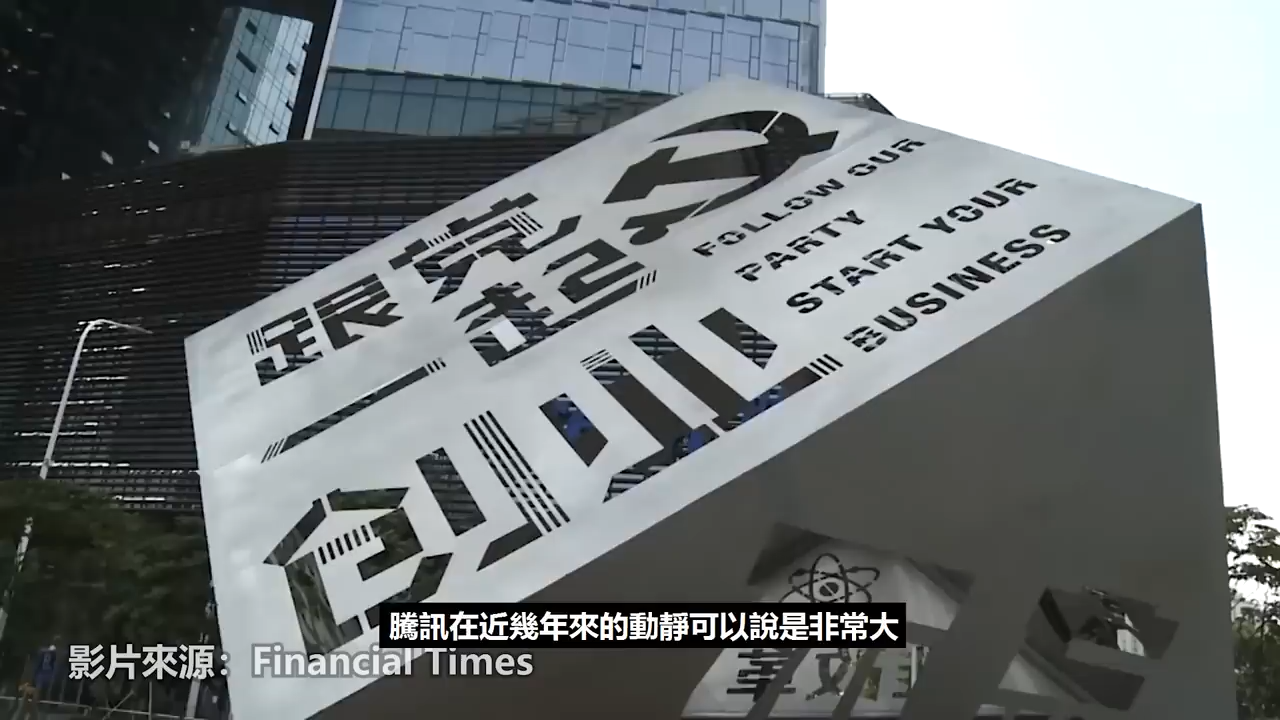 跟党
一起
创业
FOLLOW OUR
PARTY
START YOUR
BUSINESS
騰訊在近幾年來的動靜可以說是非常大
影片來源：Financial Times